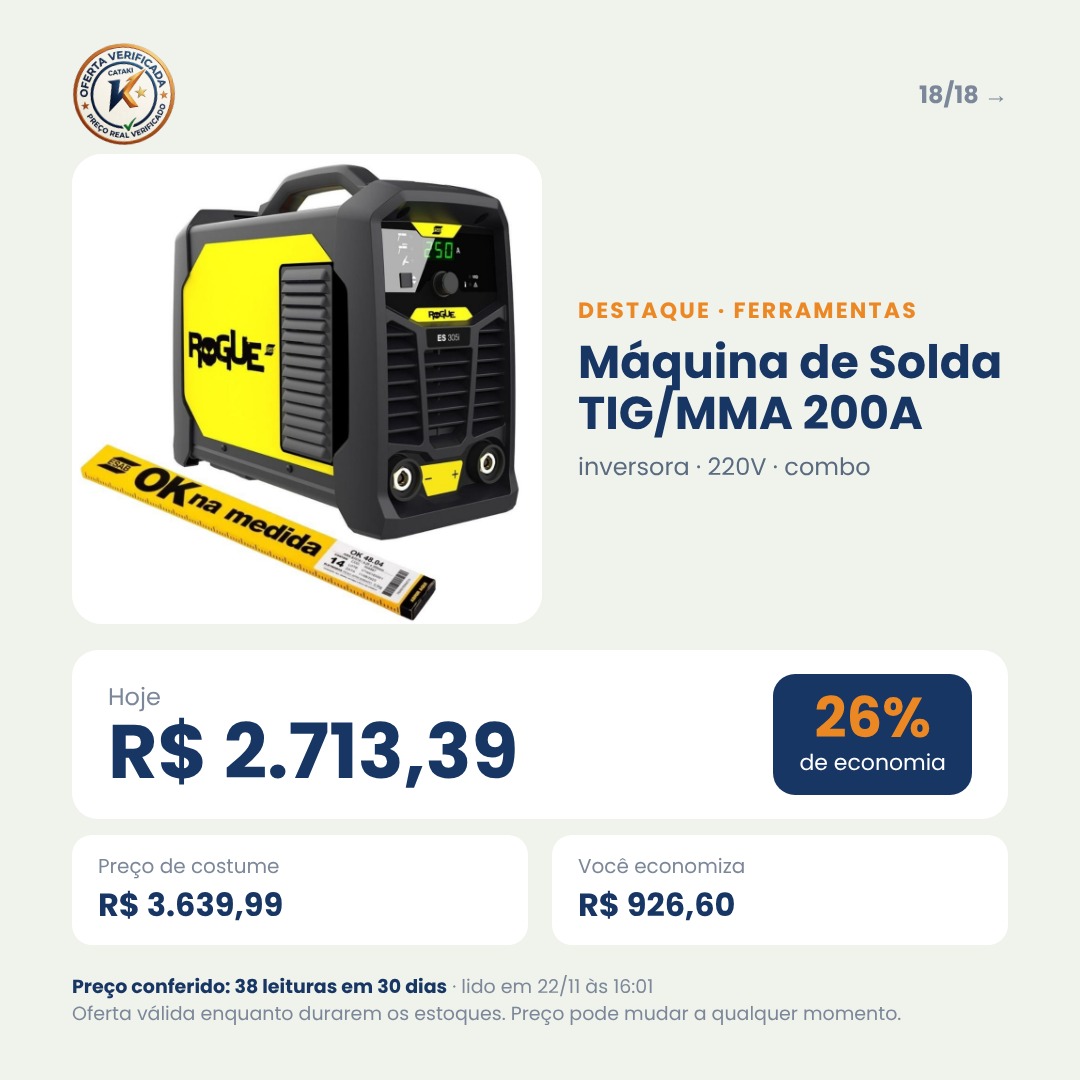 OFERTA VERIFICADA
CATAKI
K
PREÇO REAL VERIFICADO
18/18 →
250 A
ROGUE
ROGUE
ES 305i
− +
ESAB
OK na medida
OK 48.04
14
DESTAQUE · FERRAMENTAS
Máquina de Solda
TIG/MMA 200A
inversora · 220V · combo
Hoje
R$ 2.713,39
26%
de economia
Preço de costume
R$ 3.639,99
Você economiza
R$ 926,60
Preço conferido: 38 leituras em 30 dias · lido em 22/11 às 16:01
Oferta válida enquanto durarem os estoques. Preço pode mudar a qualquer momento.